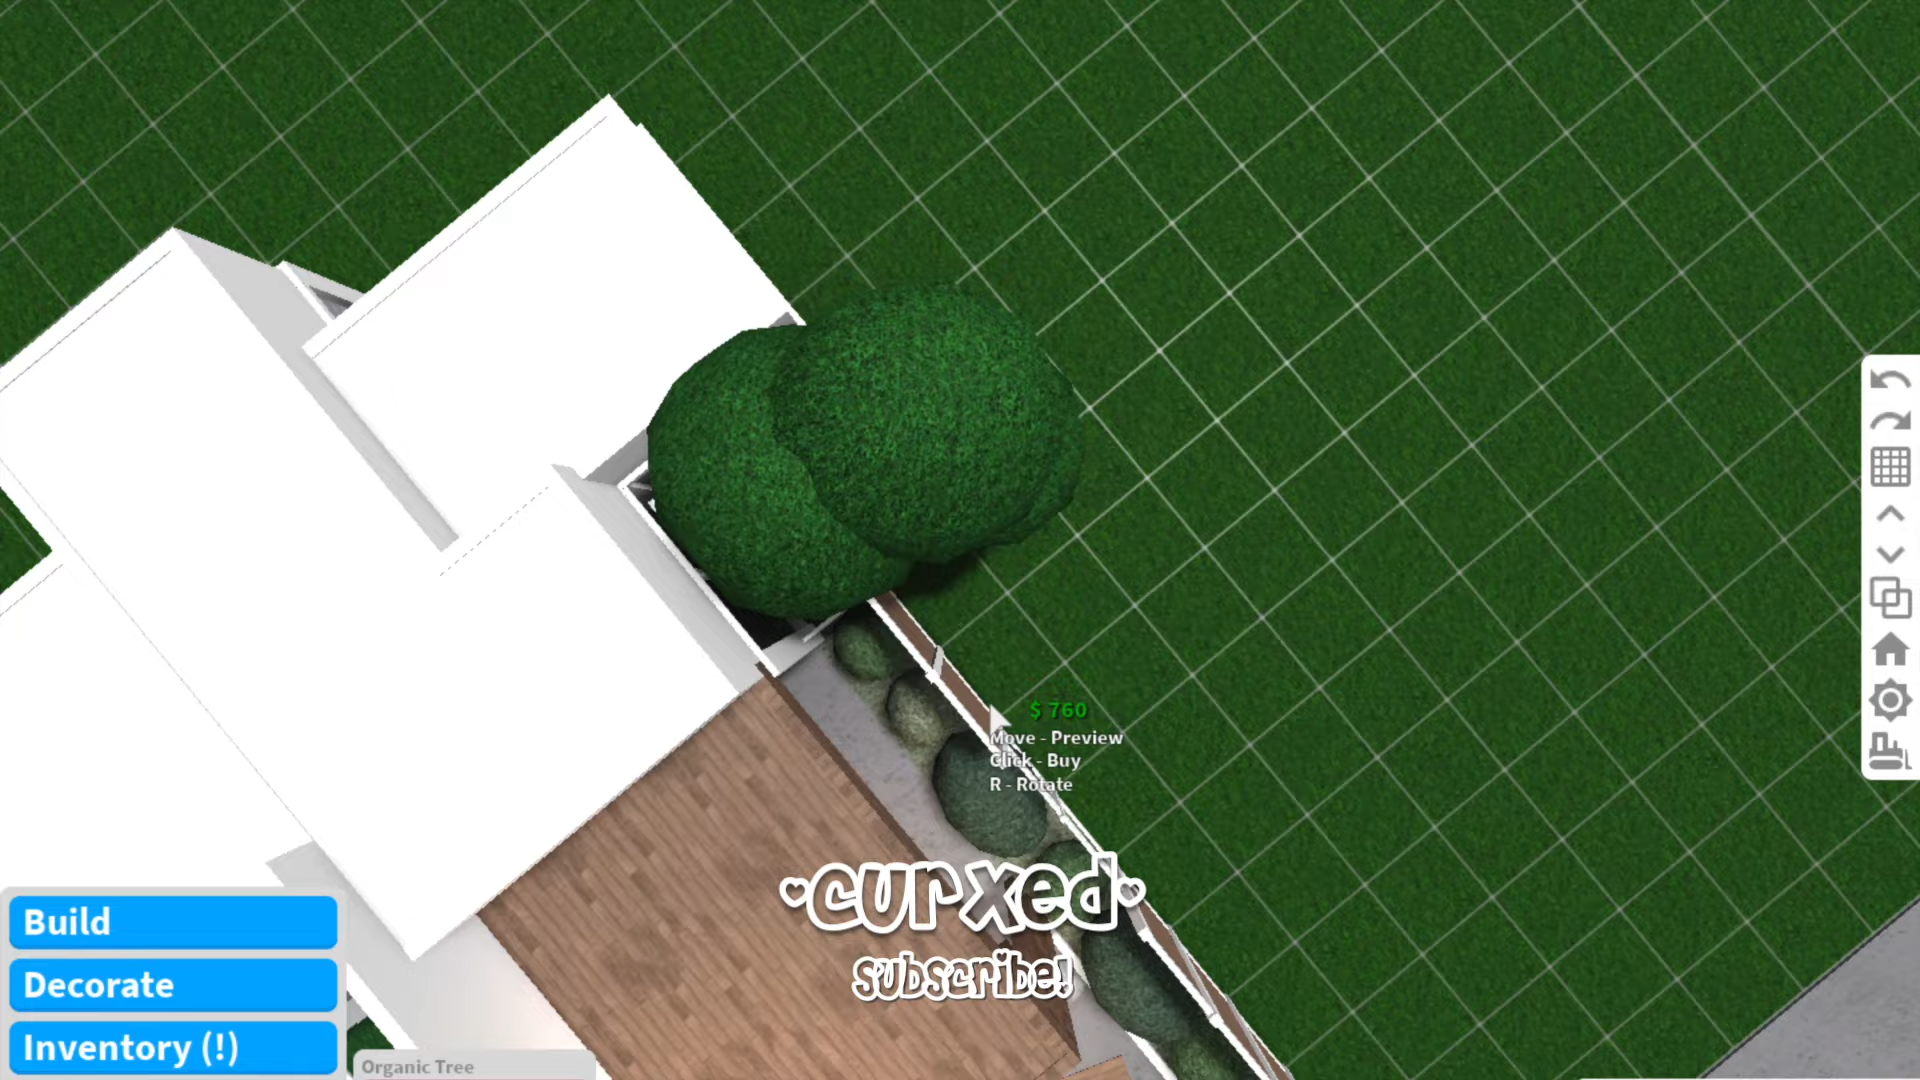 $ 760
Move - Preview
Click - Buy
R - Rotate
•curxed•
subscribe!
Build
Decorate
Inventory (!)
Organic Tree